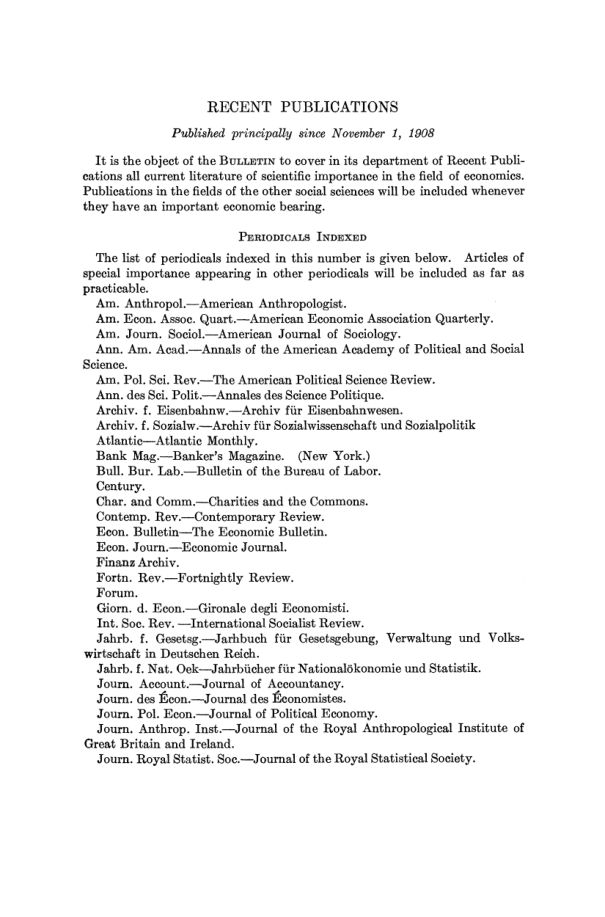 RECENT PUBLICATIONS
Published principally since November 1, 1908
It is the object of the BULLETIN to cover in its department of Recent Publi-
cations all current literature of scientific importance in the field of economics.
Publications in the fields of the other social sciences will be included whenever
they have an important economic bearing.
PERIODICALS INDEXED
The list of periodicals indexed in this number is given below. Articles of
special importance appearing in other periodicals will be included as far as
practicable.
Am. Anthropol.—American Anthropologist.
Am. Econ. Assoc. Quart.—American Economic Association Quarterly.
Am. Journ. Sociol.—American Journal of Sociology.
Ann. Am. Acad.—Annals of the American Academy of Political and Social
Science.
Am. Pol. Sci. Rev.—The American Political Science Review.
Ann. des Sci. Polit.—Annales des Science Politique.
Archiv. f. Eisenbahnw.—Archiv für Eisenbahnwesen.
Archiv. f. Sozialw.—Archiv für Sozialwissenschaft und Sozialpolitik
Atlantic—Atlantic Monthly.
Bank Mag.—Banker's Magazine. (New York.)
Bull. Bur. Lab.—Bulletin of the Bureau of Labor.
Century.
Char. and Comm.—Charities and the Commons.
Contemp. Rev.—Contemporary Review.
Econ. Bulletin—The Economic Bulletin.
Econ. Journ.—Economic Journal.
Finanz Archiv.
Fortn. Rev.—Fortnightly Review.
Forum.
Giorn. d. Econ.—Gironale degli Economisti.
Int. Soc. Rev. —International Socialist Review.
Jahrb. f. Gesetsg.—Jarhbuch für Gesetsgebung, Verwaltung und Volks-
wirtschaft in Deutschen Reich.
Jahrb. f. Nat. Oek—Jahrbücher für Nationalökonomie und Statistik.
Journ. Account.—Journal of Accountancy.
Journ. des Écon.—Journal des Économistes.
Journ. Pol. Econ.—Journal of Political Economy.
Journ. Anthrop. Inst.—Journal of the Royal Anthropological Institute of
Great Britain and Ireland.
Journ. Royal Statist. Soc.—Journal of the Royal Statistical Society.